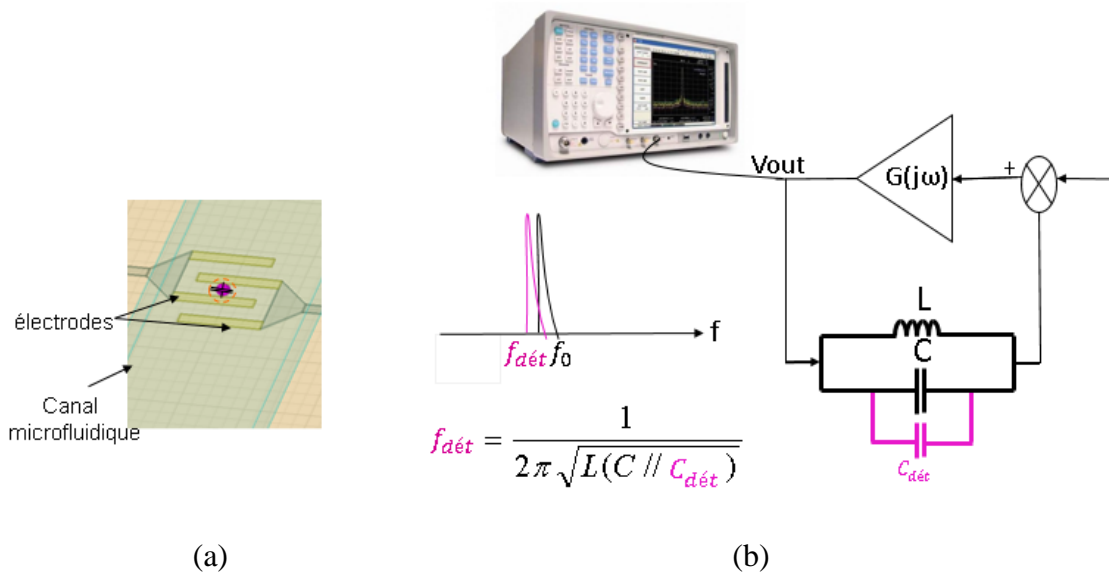 électrodes
Canal
microfluidique
(a)
Vout
G(jω)
+
L
C
C_dét
f
f_dét f_0
f_dét = 1 / 2π√L(C // C_dét)
(b)